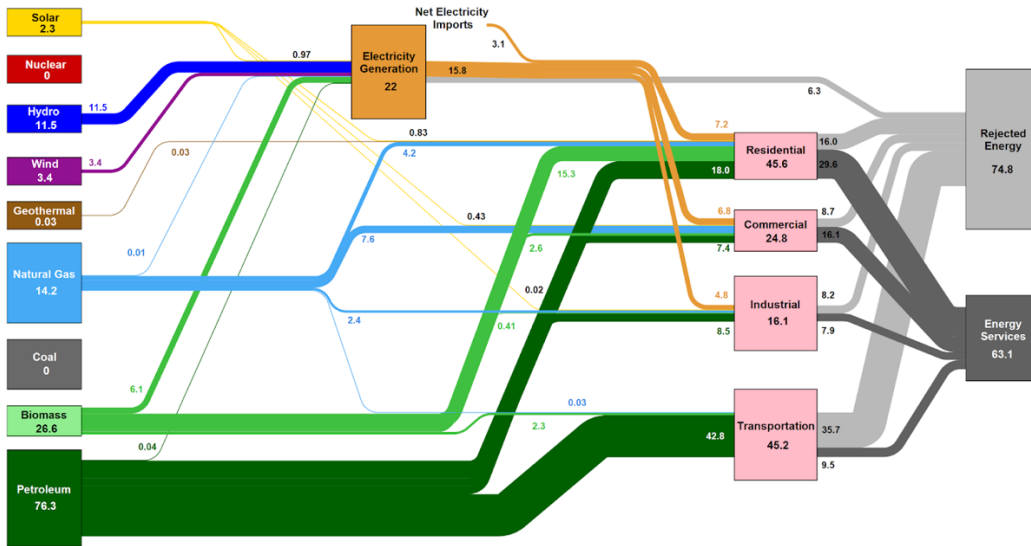 Solar
2.3
Nuclear
0
Hydro
11.5
Wind
3.4
Geothermal
0.03
Natural Gas
14.2
Coal
0
Biomass
26.6
Petroleum
76.3
11.5
3.4
0.03
0.01
6.1
0.04
0.97
Electricity
Generation
22
Net Electricity
Imports
3.1
15.8
6.3
0.83
4.2
15.3
7.6
0.43
2.6
0.02
2.4
0.41
0.03
2.3
7.2
18.0
6.8
7.4
4.8
8.5
42.8
Residential
45.6
Commercial
24.8
Industrial
16.1
Transportation
45.2
16.0
29.6
8.7
16.1
8.2
7.9
35.7
9.5
Rejected
Energy
74.8
Energy
Services
63.1